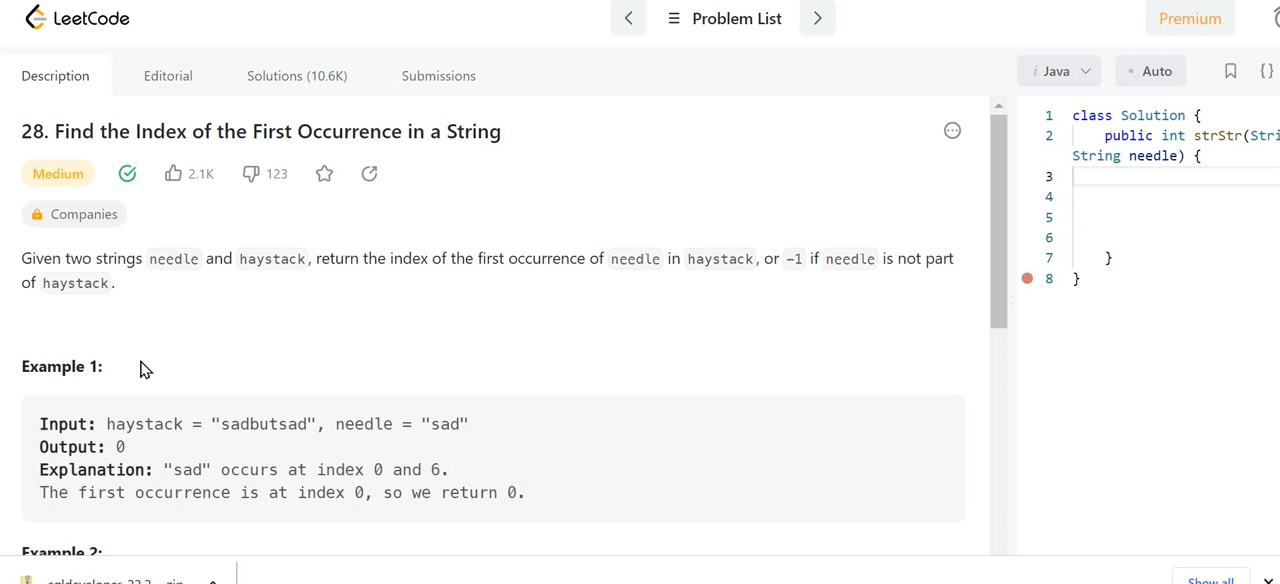 LeetCode
Problem List
Premium
Description Editorial Solutions (10.6K) Submissions
i Java Auto {}
28. Find the Index of the First Occurrence in a String
Medium 2.1K 123
Companies
Given two strings needle and haystack, return the index of the first occurrence of needle in haystack, or -1 if needle is not part
of haystack.
Example 1:
Input: haystack = "sadbutsad", needle = "sad"
Output: 0
Explanation: "sad" occurs at index 0 and 6.
The first occurrence is at index 0, so we return 0.
Example 2:
1 class Solution {
2 public int strStr(Stri
String needle) {
3
4
5
6
7 }
8 }
Show all